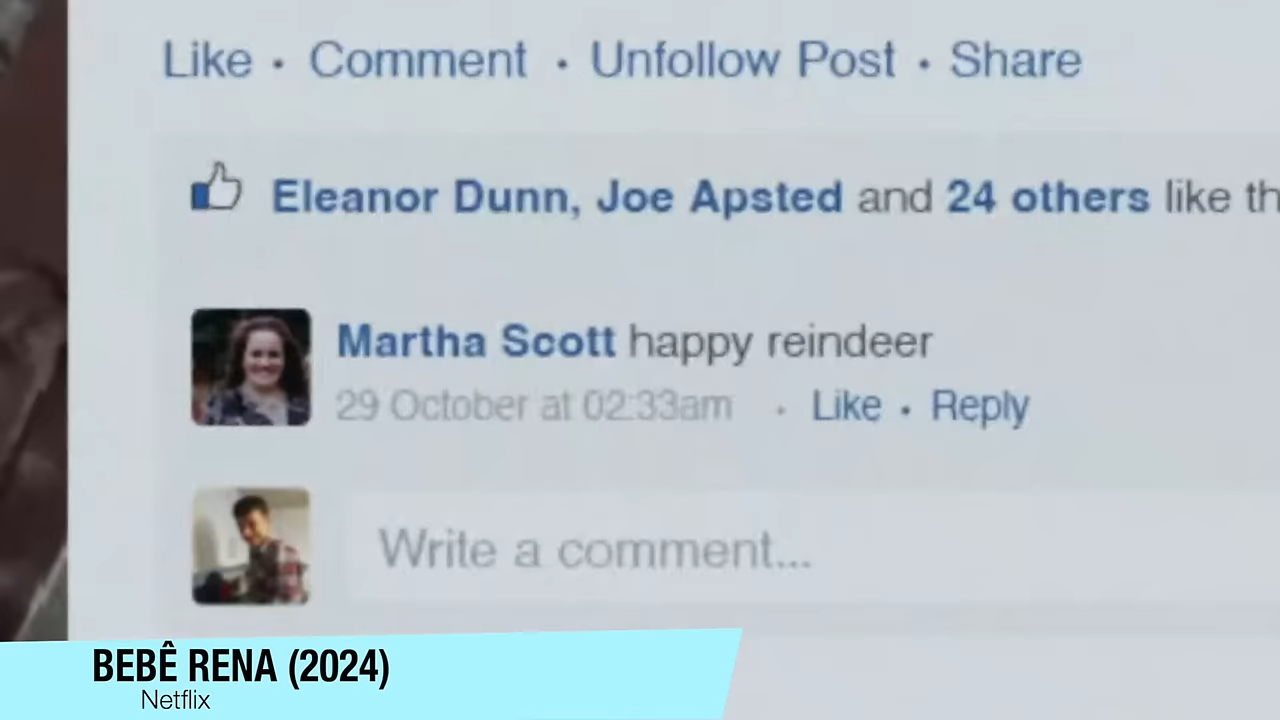 Like · Comment · Unfollow Post · Share
Eleanor Dunn, Joe Apsted and 24 others like th
Martha Scott happy reindeer
29 October at 02:33am · Like · Reply
Write a comment...
BEBÊ RENA (2024)
Netflix